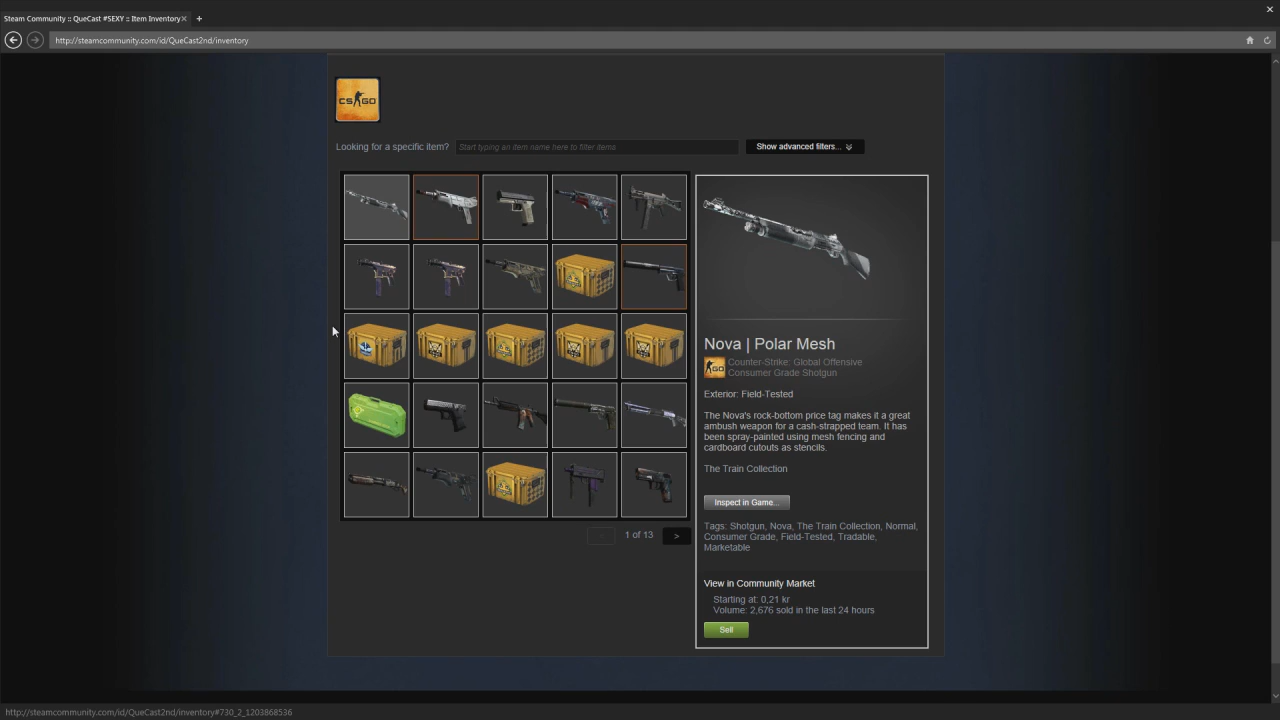 Steam Community :: QueCast #SEXY :: Item Inventory
http://steamcommunity.com/id/QueCast2nd/inventory
CS GO
Looking for a specific item?
Start typing an item name here to filter items
Show advanced filters...
Nova | Polar Mesh
GO
Counter-Strike: Global Offensive
Consumer Grade Shotgun
Exterior: Field-Tested
The Nova's rock-bottom price tag makes it a great
ambush weapon for a cash-strapped team. It has
been spray-painted using mesh fencing and
cardboard cutouts as stencils.
The Train Collection
Inspect in Game...
1 of 13
>
Tags: Shotgun, Nova, The Train Collection, Normal,
Consumer Grade, Field-Tested, Tradable,
Marketable
View in Community Market
Starting at: 0,21 kr
Volume: 2,676 sold in the last 24 hours
Sell
http://steamcommunity.com/id/QueCast2nd/inventory#730_2_1203868536